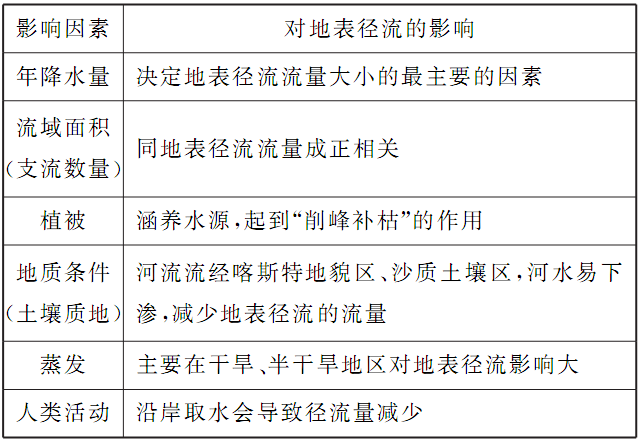 影响因素 对地表径流的影响
年降水量 决定地表径流流量大小的最主要的因素
流域面积
(支流数量) 同地表径流流量成正相关
植被 涵养水源,起到“削峰补枯”的作用
地质条件 河流流经喀斯特地貌区、沙质土壤区,河水易下
(土壤质地) 渗,减少地表径流的流量
蒸发 主要在干旱、半干旱地区对地表径流影响大
人类活动 沿岸取水会导致径流量减少